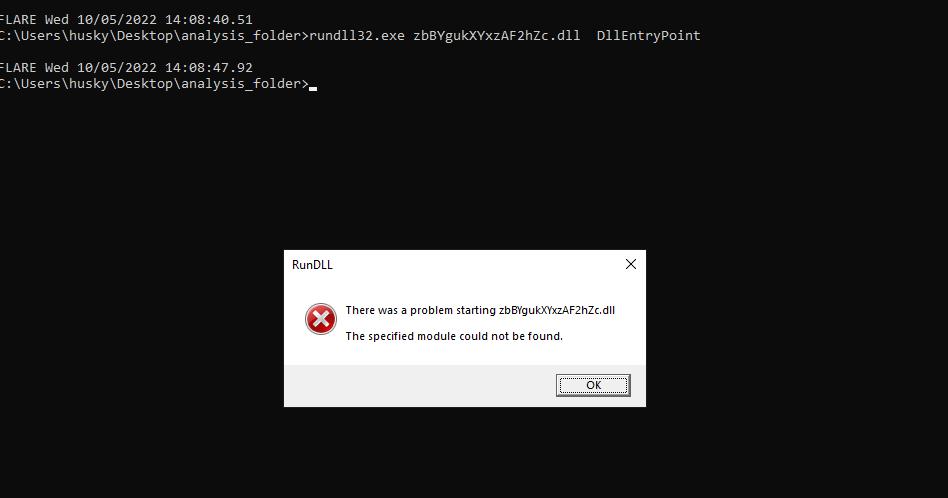 FLARE Wed 10/05/2022 14:08:40.51
C:\Users\husky\Desktop\analysis_folder>rundll32.exe zbBYgukXYxzAF2hZc.dll  DllEntryPoint
FLARE Wed 10/05/2022 14:08:47.92
C:\Users\husky\Desktop\analysis_folder>
RunDLL
There was a problem starting zbBYgukXYxzAF2hZc.dll
The specified module could not be found.
OK